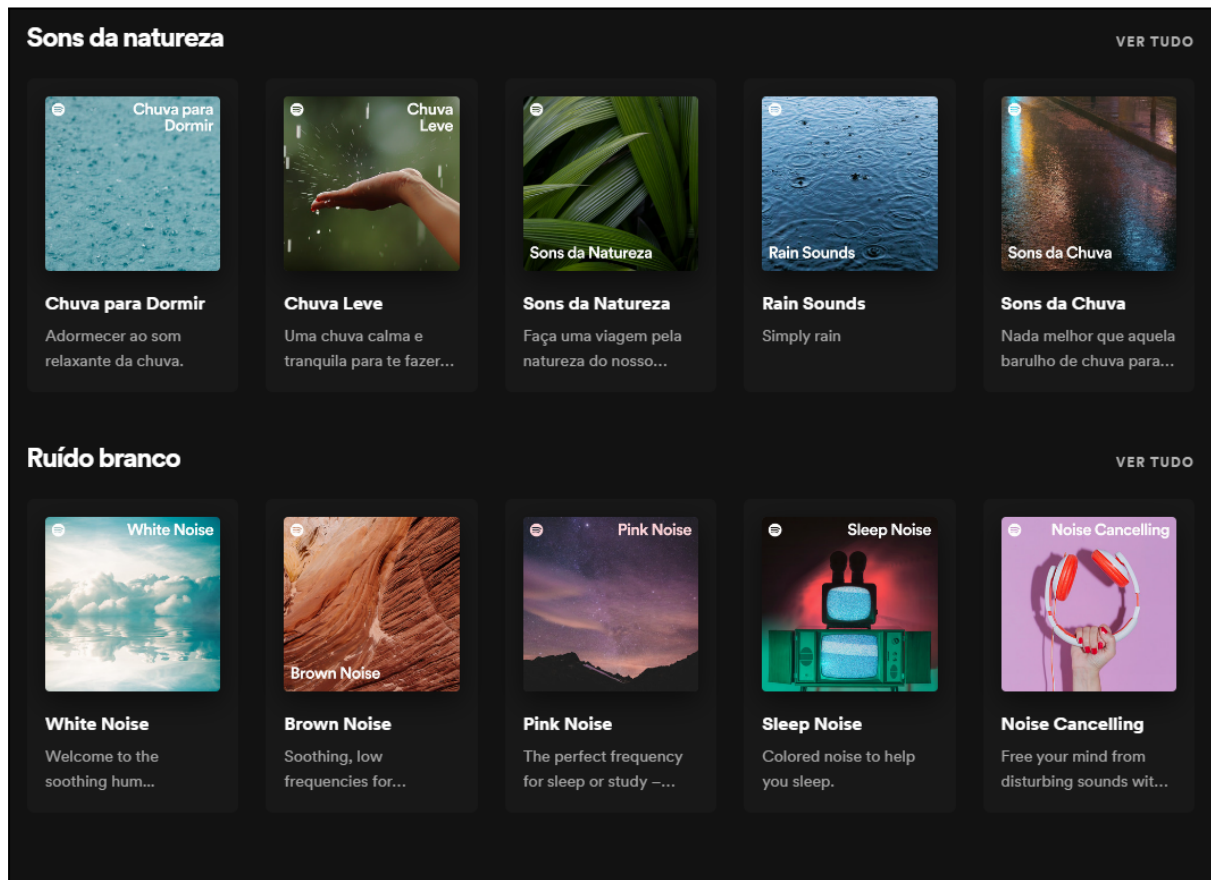 Sons da natureza
VER TUDO
Chuva para
Dormir
Chuva
Leve
Sons da Natureza
Rain Sounds
Sons da Chuva
Chuva para Dormir
Chuva Leve
Sons da Natureza
Rain Sounds
Sons da Chuva
Adormecer ao som
relaxante da chuva.
Uma chuva calma e
tranquila para te fazer...
Faça uma viagem pela
natureza do nosso...
Simply rain
Nada melhor que aquela
barulho de chuva para...
Ruído branco
VER TUDO
White Noise
Brown Noise
Pink Noise
Sleep Noise
Noise Cancelling
White Noise
Brown Noise
Pink Noise
Sleep Noise
Noise Cancelling
Welcome to the
soothing hum...
Soothing, low
frequencies for...
The perfect frequency
for sleep or study –...
Colored noise to help
you sleep.
Free your mind from
disturbing sounds wit...